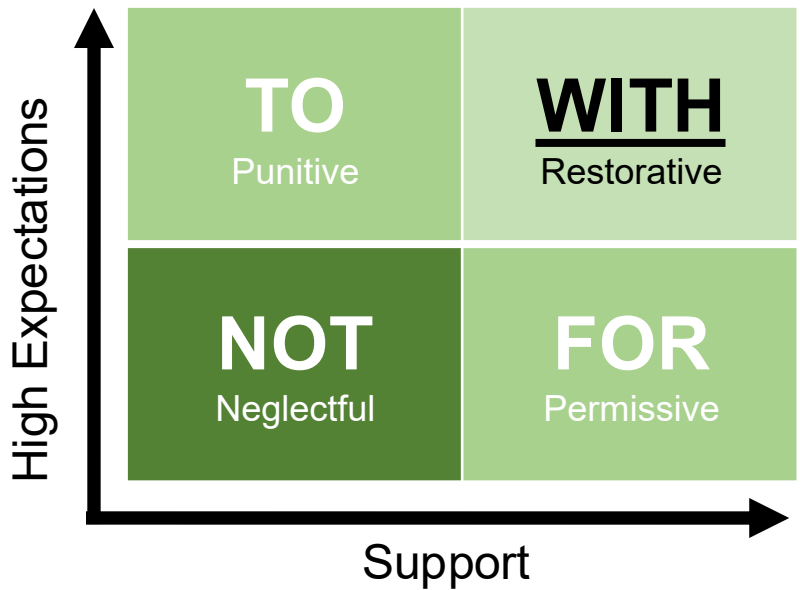 High Expectations
TO
Punitive
WITH
Restorative
NOT
Neglectful
FOR
Permissive
Support